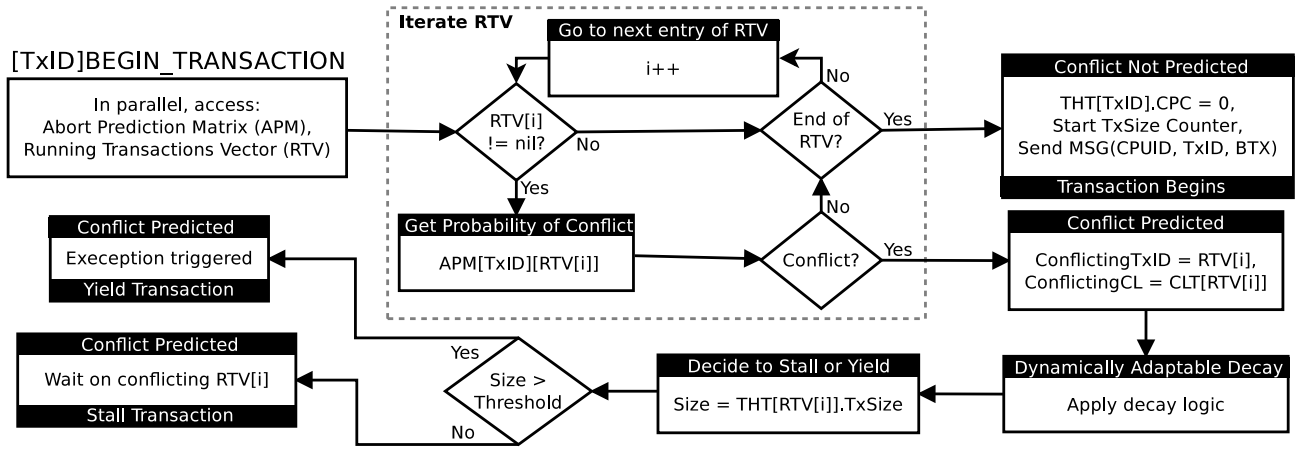 [TxID]BEGIN_TRANSACTION
In parallel, access:
Abort Prediction Matrix (APM),
Running Transactions Vector (RTV)
Iterate RTV
Go to next entry of RTV
i++
RTV[i]
!= nil?
No
Yes
End of
RTV?
No
Yes
Get Probability of Conflict
APM[TxID][RTV[i]]
Conflict?
No
Yes
Conflict Not Predicted
THT[TxID].CPC = 0,
Start TxSize Counter,
Send MSG(CPUID, TxID, BTX)
Transaction Begins
Conflict Predicted
ConflictingTxID = RTV[i],
ConflictingCL = CLT[RTV[i]]
Dynamically Adaptable Decay
Apply decay logic
Decide to Stall or Yield
Size = THT[RTV[i]].TxSize
Size >
Threshold
Yes
No
Conflict Predicted
Exeception triggered
Yield Transaction
Conflict Predicted
Wait on conflicting RTV[i]
Stall Transaction